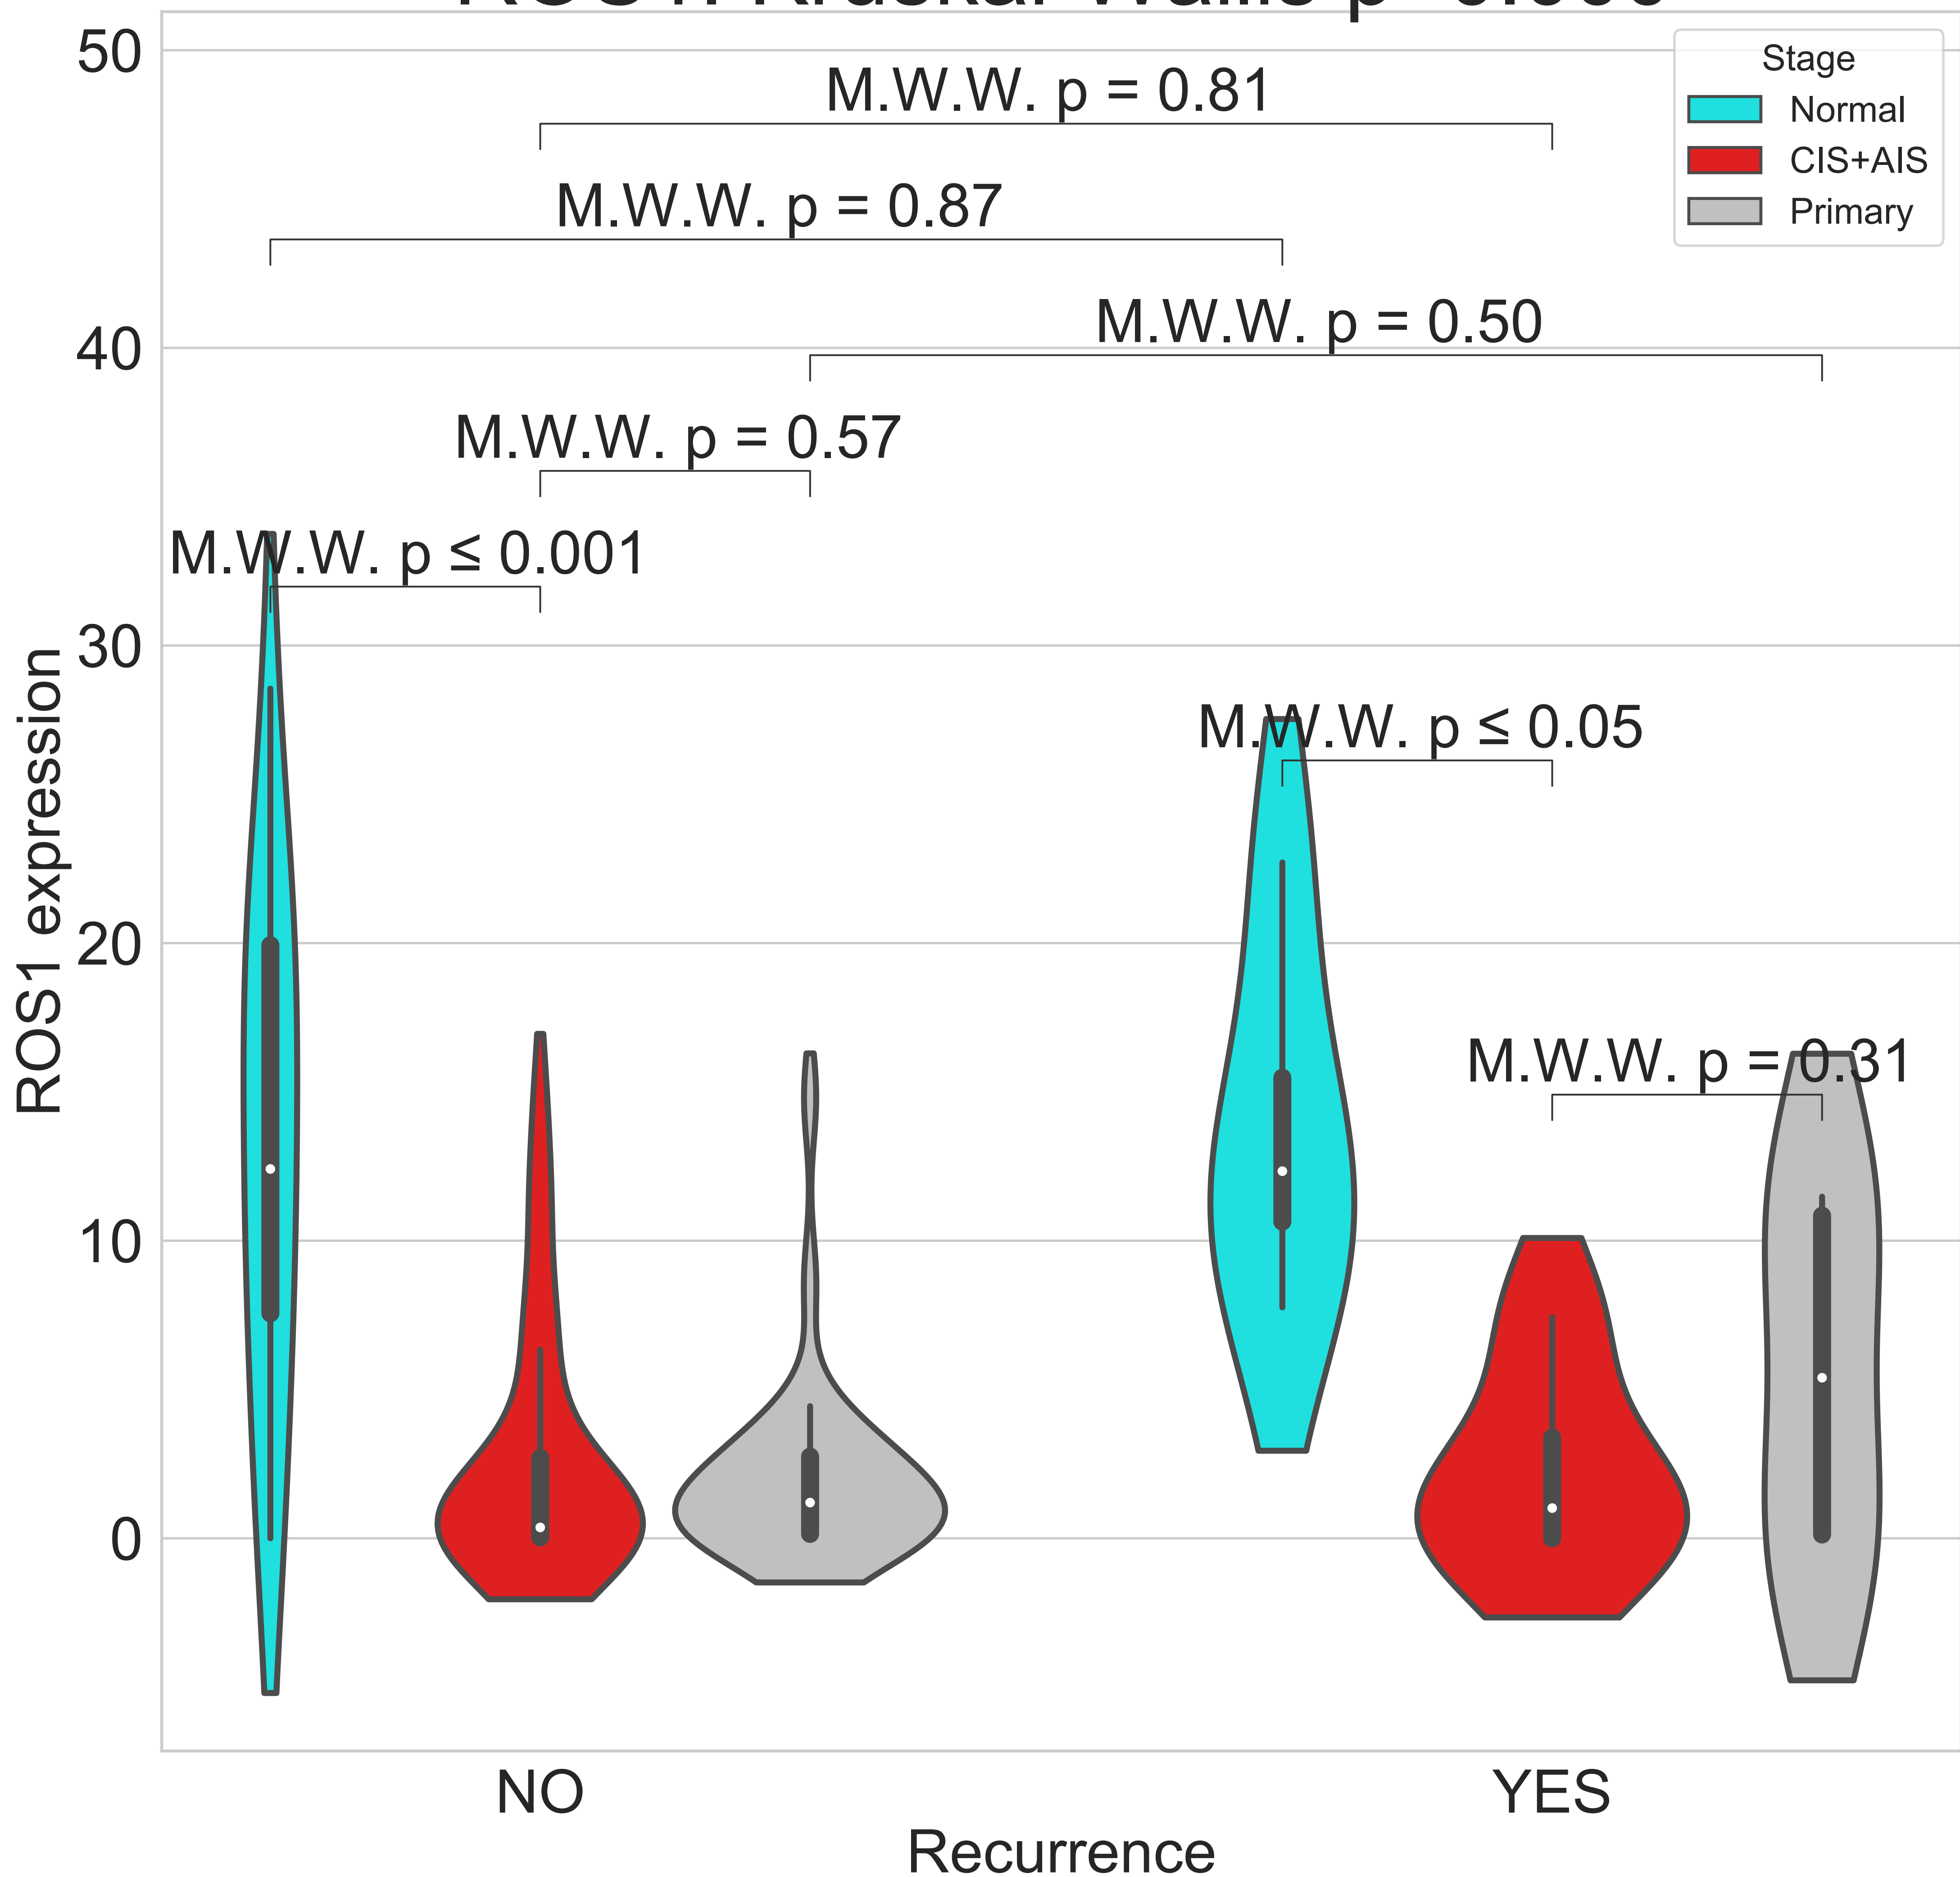 50
Stage
M.W.W. p = 0.81
Normal
CIS+AIS
M.W.W. p = 0.87
Primary
M.W.W. p = 0.50
40
M.W.W. p = 0.57
M.W.W. p ≤ 0.001
30
M.W.W. p ≤ 0.05
ROS1 expression
20
M.W.W. p = 0.31
10
0
NO
YES
Recurrence